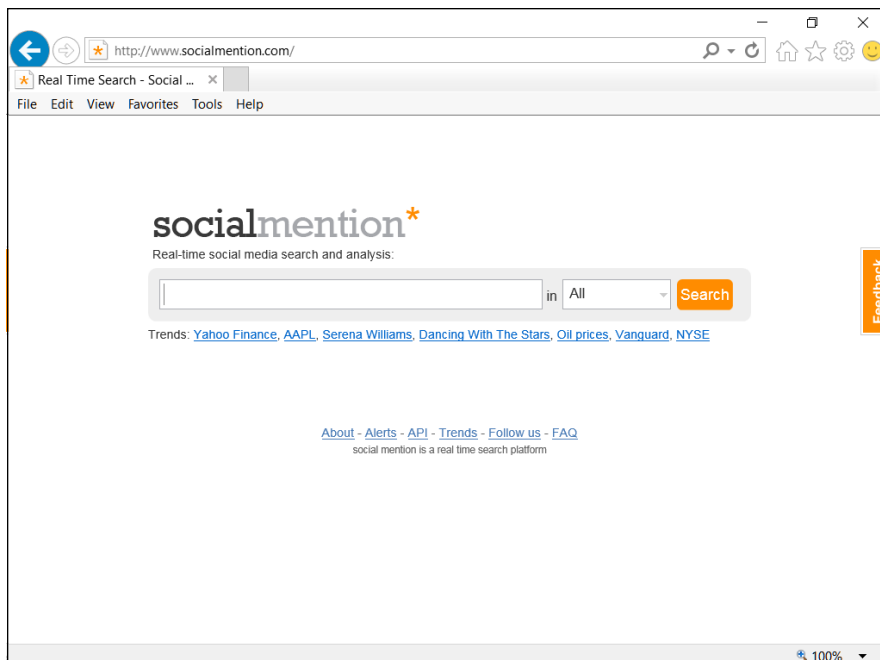 http://www.socialmention.com/
Real Time Search - Social ...
File Edit View Favorites Tools Help
socialmention*
Real-time social media search and analysis:
in All Search
Feedback
Trends: Yahoo Finance, AAPL, Serena Williams, Dancing With The Stars, Oil prices, Vanguard, NYSE
About - Alerts - API - Trends - Follow us - FAQ
social mention is a real time search platform
100%